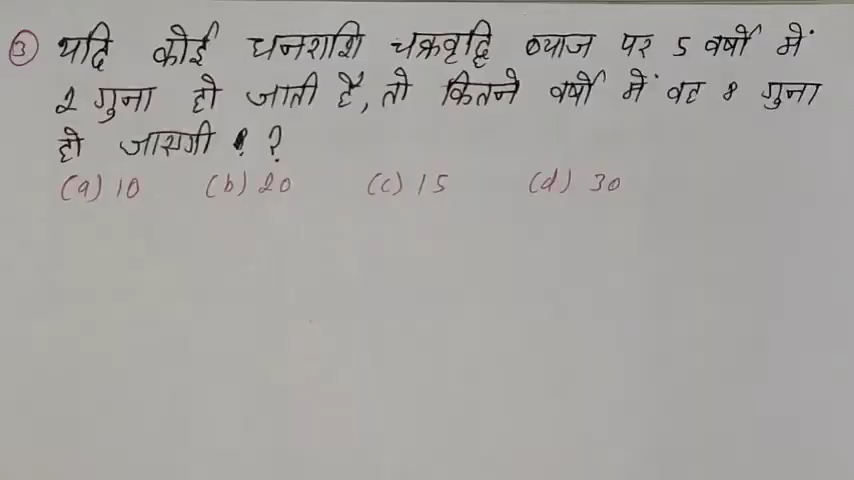 ③ यदि कोई धनराशि चक्रवृद्धि ब्याज पर 5 वर्षो में
2 गुना हो जाती है, तो कितने वर्षो में वह 8 गुना
हो जाएगी ?
(a) 10 (b) 20 (c) 15 (d) 30